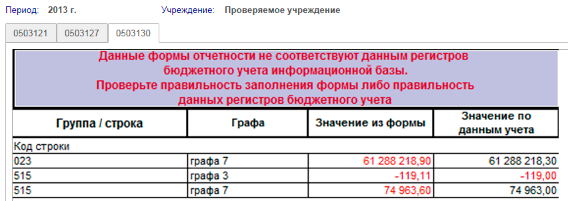 Период: 2013 г. Учреждение: Проверяемое учреждение
0503121 0503127 0503130
Данные формы отчетности не соответствуют данным регистров
бюджетного учета информационной базы.
Проверьте правильность заполнения формы либо правильность
данных регистров бюджетного учета
Группа / строка Графа Значение из формы Значение по
данным учета
Код строки
023 графа 7 61 288 218,90 61 288 218,30
515 графа 3 -119,11 -119,00
515 графа 7 74 963,60 74 963,00